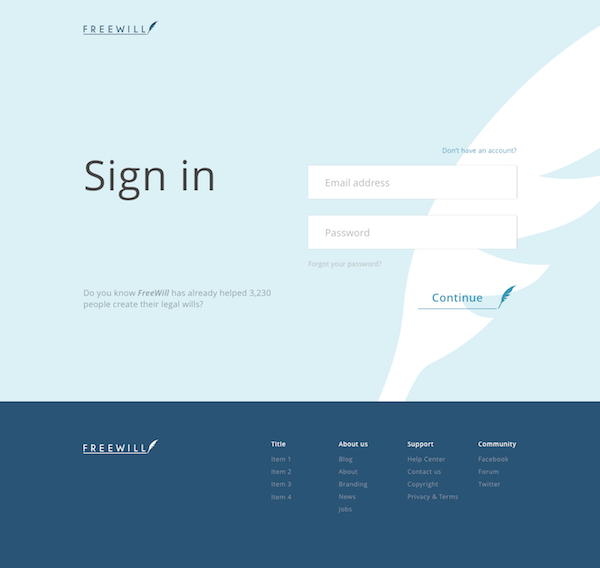 FREEWILL
Don't have an account?
Sign in
Email address
Password
Forgot your password?
Do you know FreeWill has already helped 3,230
people create their legal wills?
Continue
FREEWILL
Title
Item 1
Item 2
Item 3
Item 4
About us
Blog
About
Branding
News
Jobs
Support
Help Center
Contact us
Copyright
Privacy & Terms
Community
Facebook
Forum
Twitter